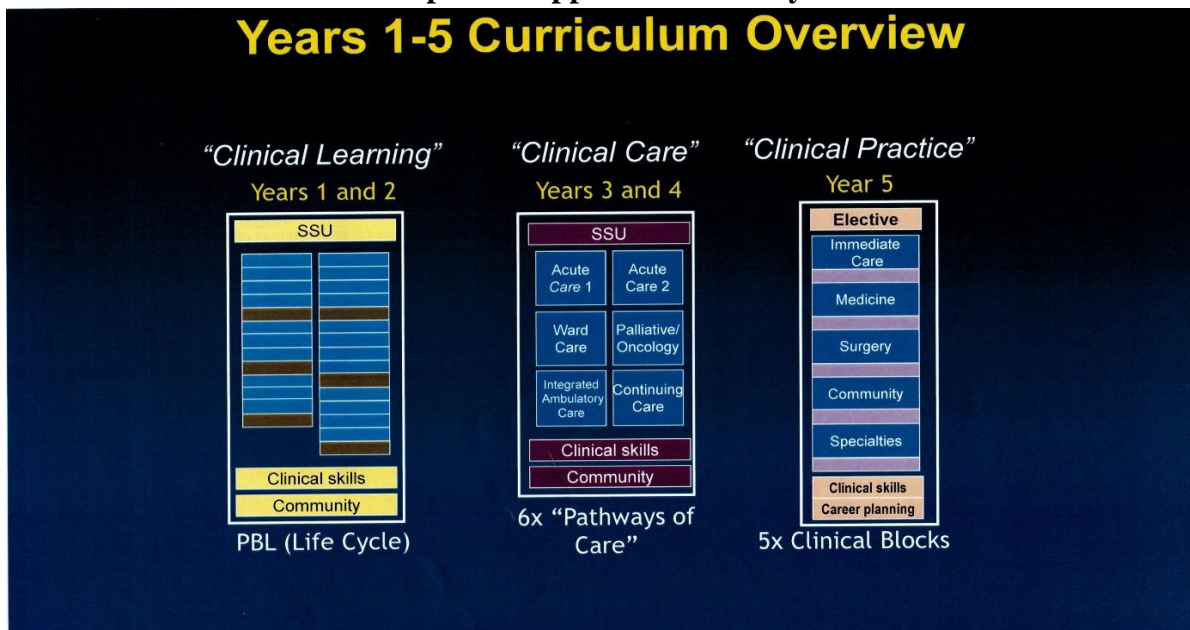 Years 1-5 Curriculum Overview
“Clinical Learning”
Years 1 and 2
SSU
Clinical skills
Community
PBL (Life Cycle)
“Clinical Care”
Years 3 and 4
SSU
Acute
Care 1
Acute
Care 2
Ward
Care
Palliative/
Oncology
Integrated
Ambulatory
Care
Continuing
Care
Clinical skills
Community
6x “Pathways of
Care”
“Clinical Practice”
Year 5
Elective
Immediate
Care
Medicine
Surgery
Community
Specialties
Clinical skills
Career planning
5x Clinical Blocks